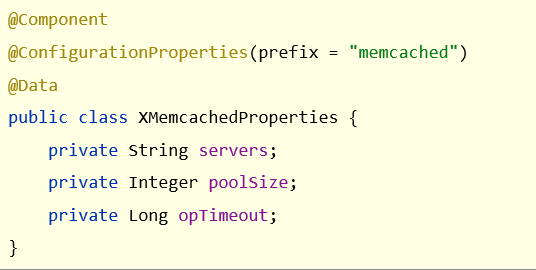 @Component
@ConfigurationProperties(prefix = "memcached")
@Data
public class XMemcachedProperties {
    private String servers;
    private Integer poolSize;
    private Long opTimeout;
}